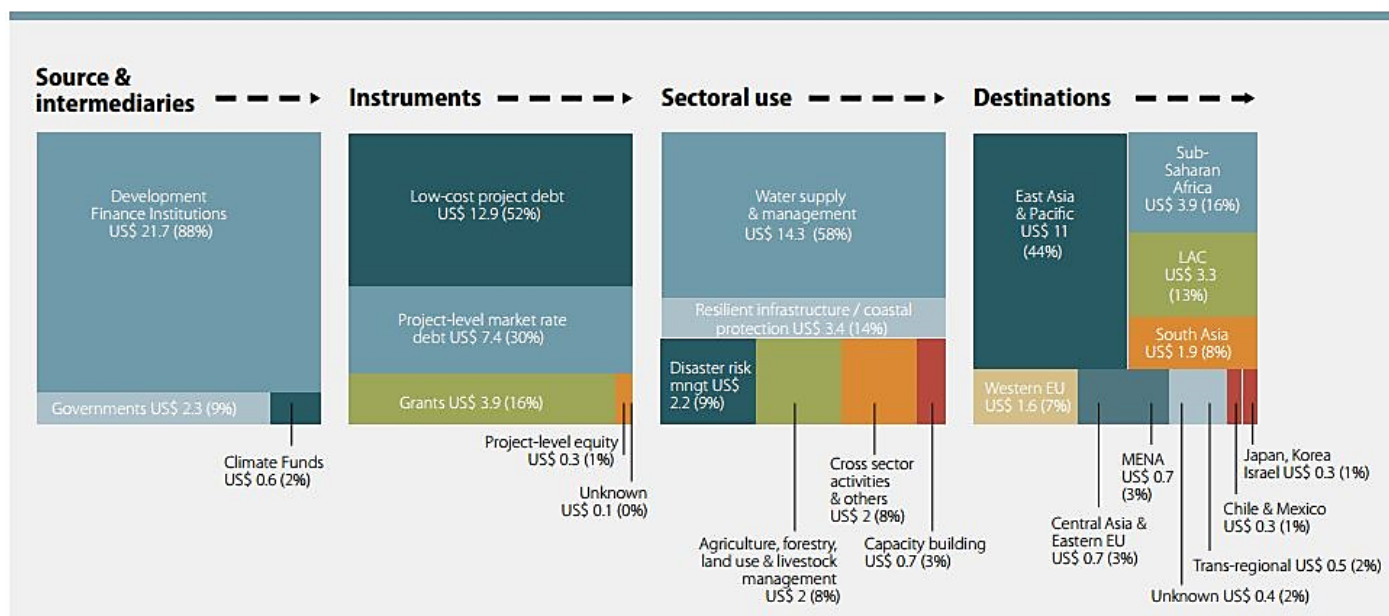 Source &
intermediaries
Instruments
Sectoral use
Destinations
Development
Finance Institutions
US$ 21.7 (88%)
Governments US$ 2.3 (9%)
Climate Funds
US$ 0.6 (2%)
Low-cost project debt
US$ 12.9 (52%)
Project-level market rate
debt US$ 7.4 (30%)
Grants US$ 3.9 (16%)
Project-level equity
US$ 0.3 (1%)
Unknown
US$ 0.1 (0%)
Water supply
& management
US$ 14.3 (58%)
Resilient infrastructure / coastal
protection US$ 3.4 (14%)
Disaster risk
mngt US$
2.2 (9%)
Agriculture, forestry,
land use & livestock
management
US$ 2 (8%)
Cross sector
activities
& others
US$ 2 (8%)
Capacity building
US$ 0.7 (3%)
East Asia
& Pacific
US$ 11
(44%)
Sub-
Saharan
Africa
US$ 3.9 (16%)
LAC
US$ 3.3
(13%)
South Asia
US$ 1.9 (8%)
Western EU
US$ 1.6 (7%)
Central Asia &
Eastern EU
US$ 0.7 (3%)
MENA
US$ 0.7
(3%)
Unknown US$ 0.4 (2%)
Trans-regional US$ 0.5 (2%)
Chile & Mexico
US$ 0.3 (1%)
Japan, Korea
Israel US$ 0.3 (1%)